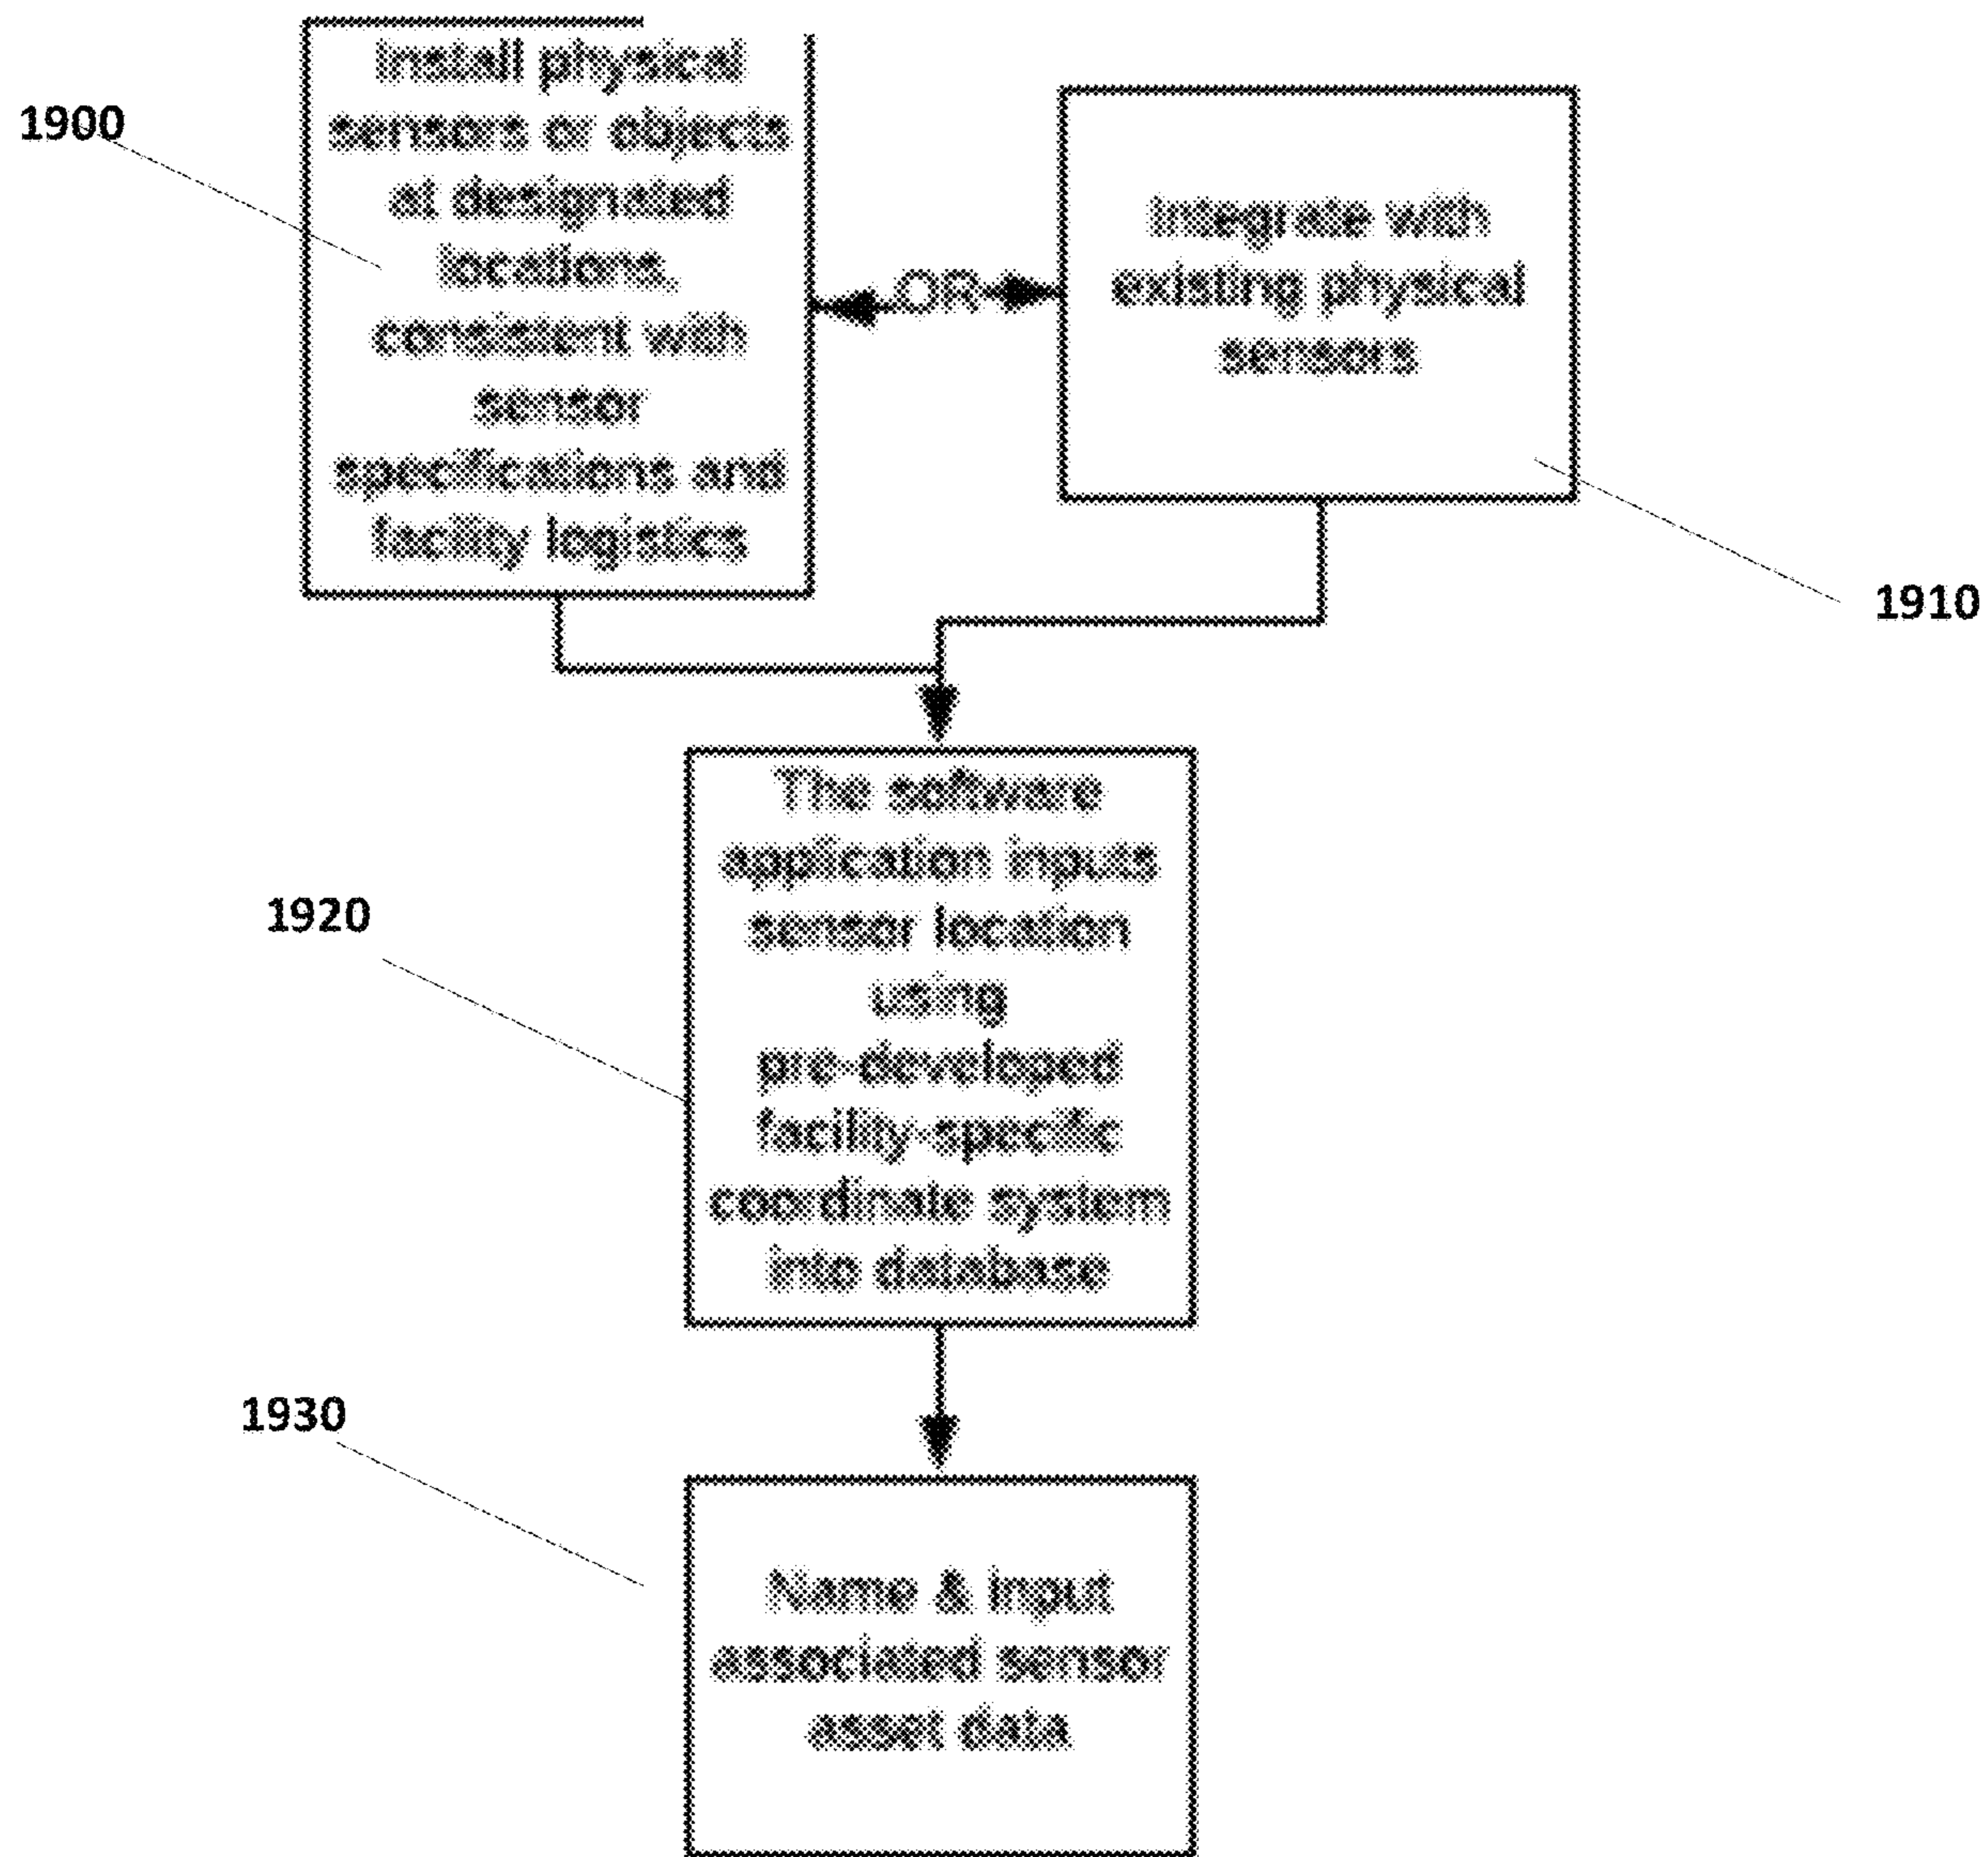 1900
Install physical
sensors or objects
at designated
locations,
consistent with
sensor
specifications and
facility logistics
OR
Integrate with
existing physical
sensors
1910
1920
The software
application inputs
sensor location
using
pre-developed
facility-specific
coordinate system
into database
1930
Name & input
associated sensor
asset data